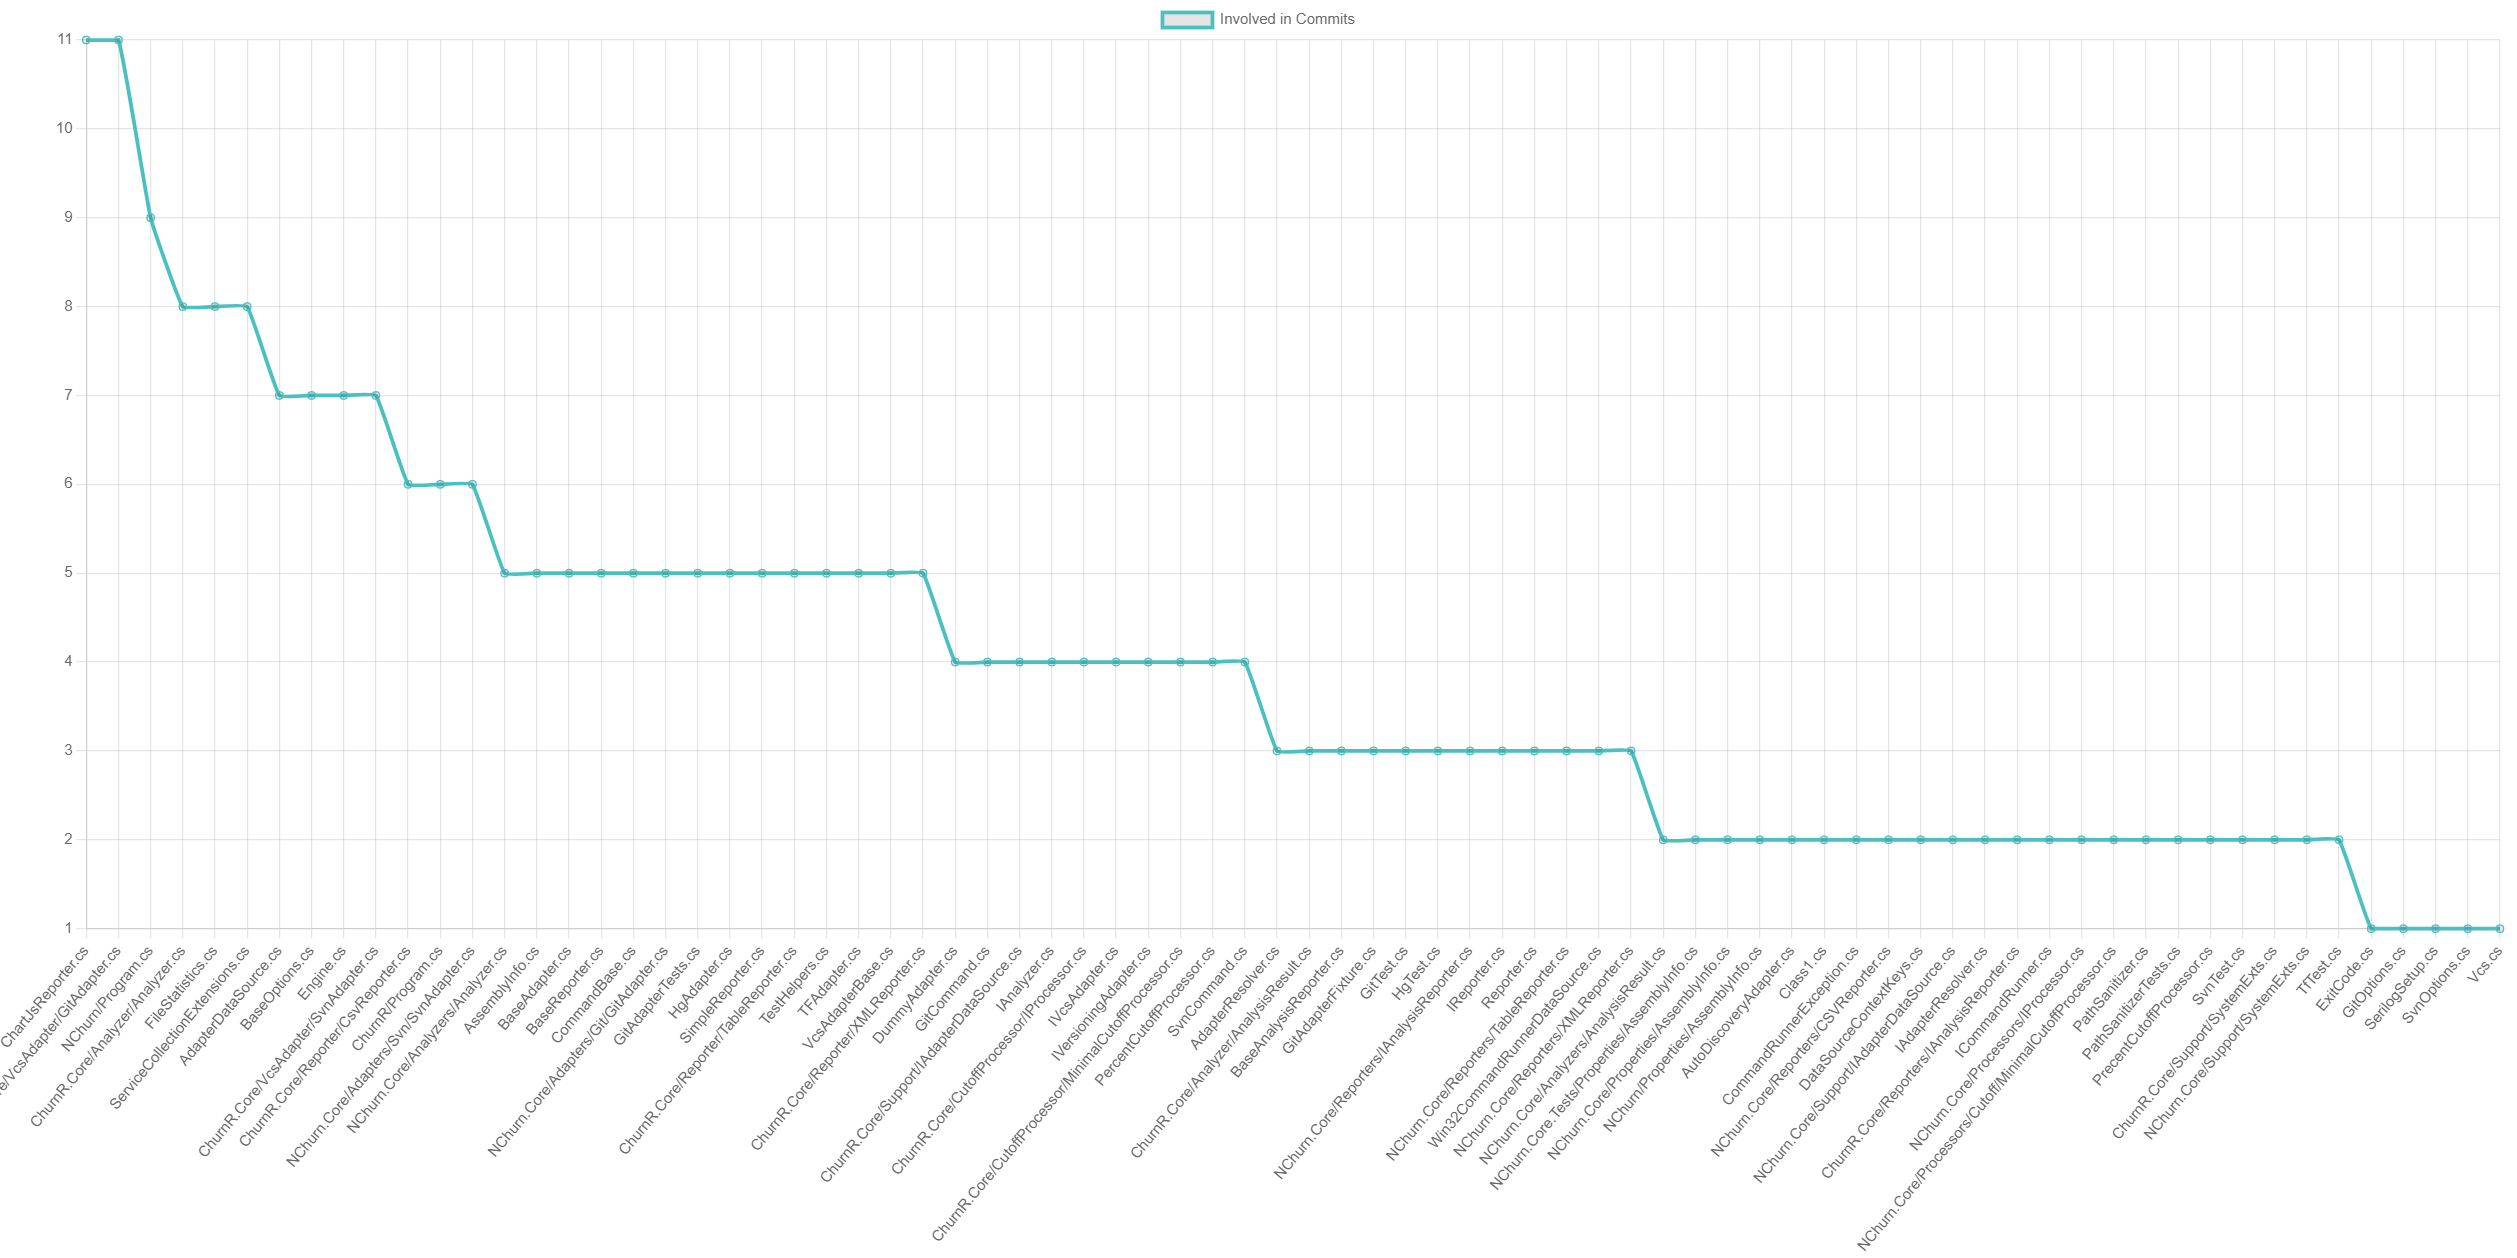 Involved in Commits
11
10
9
8
7
6
5
4
3
2
1
ChartJsReporter.cs
e/VcsAdapter/GitAdapter.cs
NChurn/Program.cs
ChurnR.Core/Analyzer/Analyzer.cs
FileStatistics.cs
ServiceCollectionExtensions.cs
AdapterDataSource.cs
BaseOptions.cs
Engine.cs
ChurnR.Core/VcsAdapter/SvnAdapter.cs
ChurnR.Core/Reporter/CsvReporter.cs
ChurnR/Program.cs
NChurn.Core/Adapters/Svn/SvnAdapter.cs
NChurn.Core/Analyzers/Analyzer.cs
AssemblyInfo.cs
BaseAdapter.cs
BaseReporter.cs
CommandBase.cs
NChurn.Core/Adapters/Git/GitAdapter.cs
GitAdapterTests.cs
HgAdapter.cs
SimpleReporter.cs
ChurnR.Core/Reporter/TableReporter.cs
TestHelpers.cs
TFAdapter.cs
VcsAdapterBase.cs
ChurnR.Core/Reporter/XMLReporter.cs
DummyAdapter.cs
GitCommand.cs
ChurnR.Core/Support/IAdapterDataSource.cs
IAnalyzer.cs
ChurnR.Core/CutoffProcessor/IProcessor.cs
IVcsAdapter.cs
IVersioningAdapter.cs
ChurnR.Core/CutoffProcessor/MinimalCutoffProcessor.cs
PercentCutoffProcessor.cs
SvnCommand.cs
AdapterResolver.cs
ChurnR.Core/Analyzer/AnalysisResult.cs
BaseAnalysisReporter.cs
GitAdapterFixture.cs
GitTest.cs
HgTest.cs
NChurn.Core/Reporters/IAnalysisReporter.cs
IReporter.cs
Reporter.cs
NChurn.Core/Reporters/TableReporter.cs
Win32CommandRunnerDataSource.cs
NChurn.Core/Reporters/XMLReporter.cs
NChurn.Core/Analyzers/AnalysisResult.cs
NChurn.Core.Tests/Properties/AssemblyInfo.cs
NChurn.Core/Properties/AssemblyInfo.cs
NChurn/Properties/AssemblyInfo.cs
AutoDiscoveryAdapter.cs
Class1.cs
CommandRunnerException.cs
NChurn.Core/Reporters/CSVReporter.cs
DataSourceContextKeys.cs
NChurn.Core/Support/IAdapterDataSource.cs
IAdapterResolver.cs
ChurnR.Core/Reporters/IAnalysisReporter.cs
ICommandRunner.cs
NChurn.Core/Processors/IProcessor.cs
NChurn.Core/Processors/Cutoff/MinimalCutoffProcessor.cs
PathSanitizer.cs
PathSanitizerTests.cs
PrecentCutoffProcessor.cs
SvnTest.cs
ChurnR.Core/Support/SystemExts.cs
NChurn.Core/Support/SystemExts.cs
TfTest.cs
ExitCode.cs
GitOptions.cs
SerilogSetup.cs
SvnOptions.cs
Vcs.cs